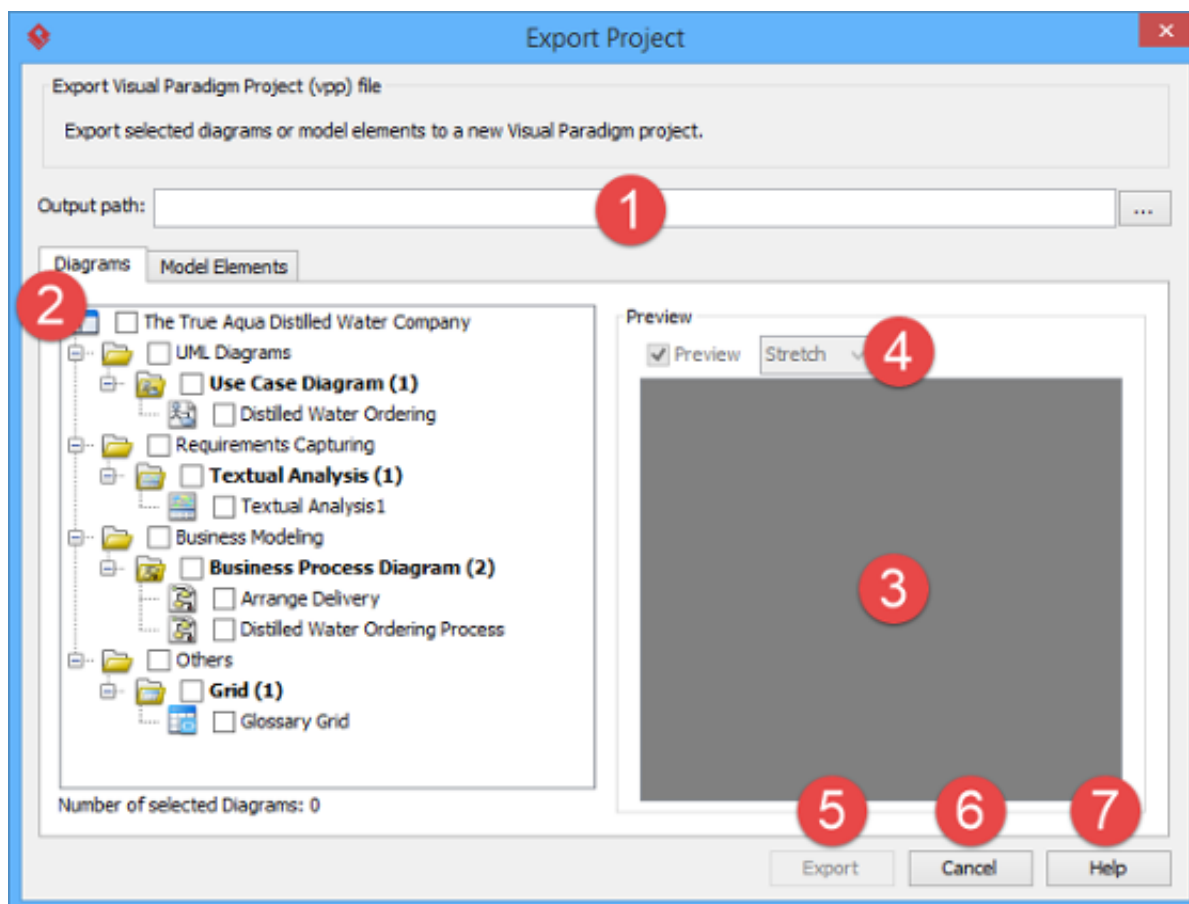 Export Project
Export Visual Paradigm Project (vpp) file
Export selected diagrams or model elements to a new Visual Paradigm project.
Output path: 1 ...
Diagrams Model Elements
2
The True Aqua Distilled Water Company
UML Diagrams
Use Case Diagram (1)
Distilled Water Ordering
Requirements Capturing
Textual Analysis (1)
Textual Analysis1
Business Modeling
Business Process Diagram (2)
Arrange Delivery
Distilled Water Ordering Process
Others
Grid (1)
Glossary Grid
Number of selected Diagrams: 0
Preview
Preview Stretch 4
3
5 6 7
Export Cancel Help